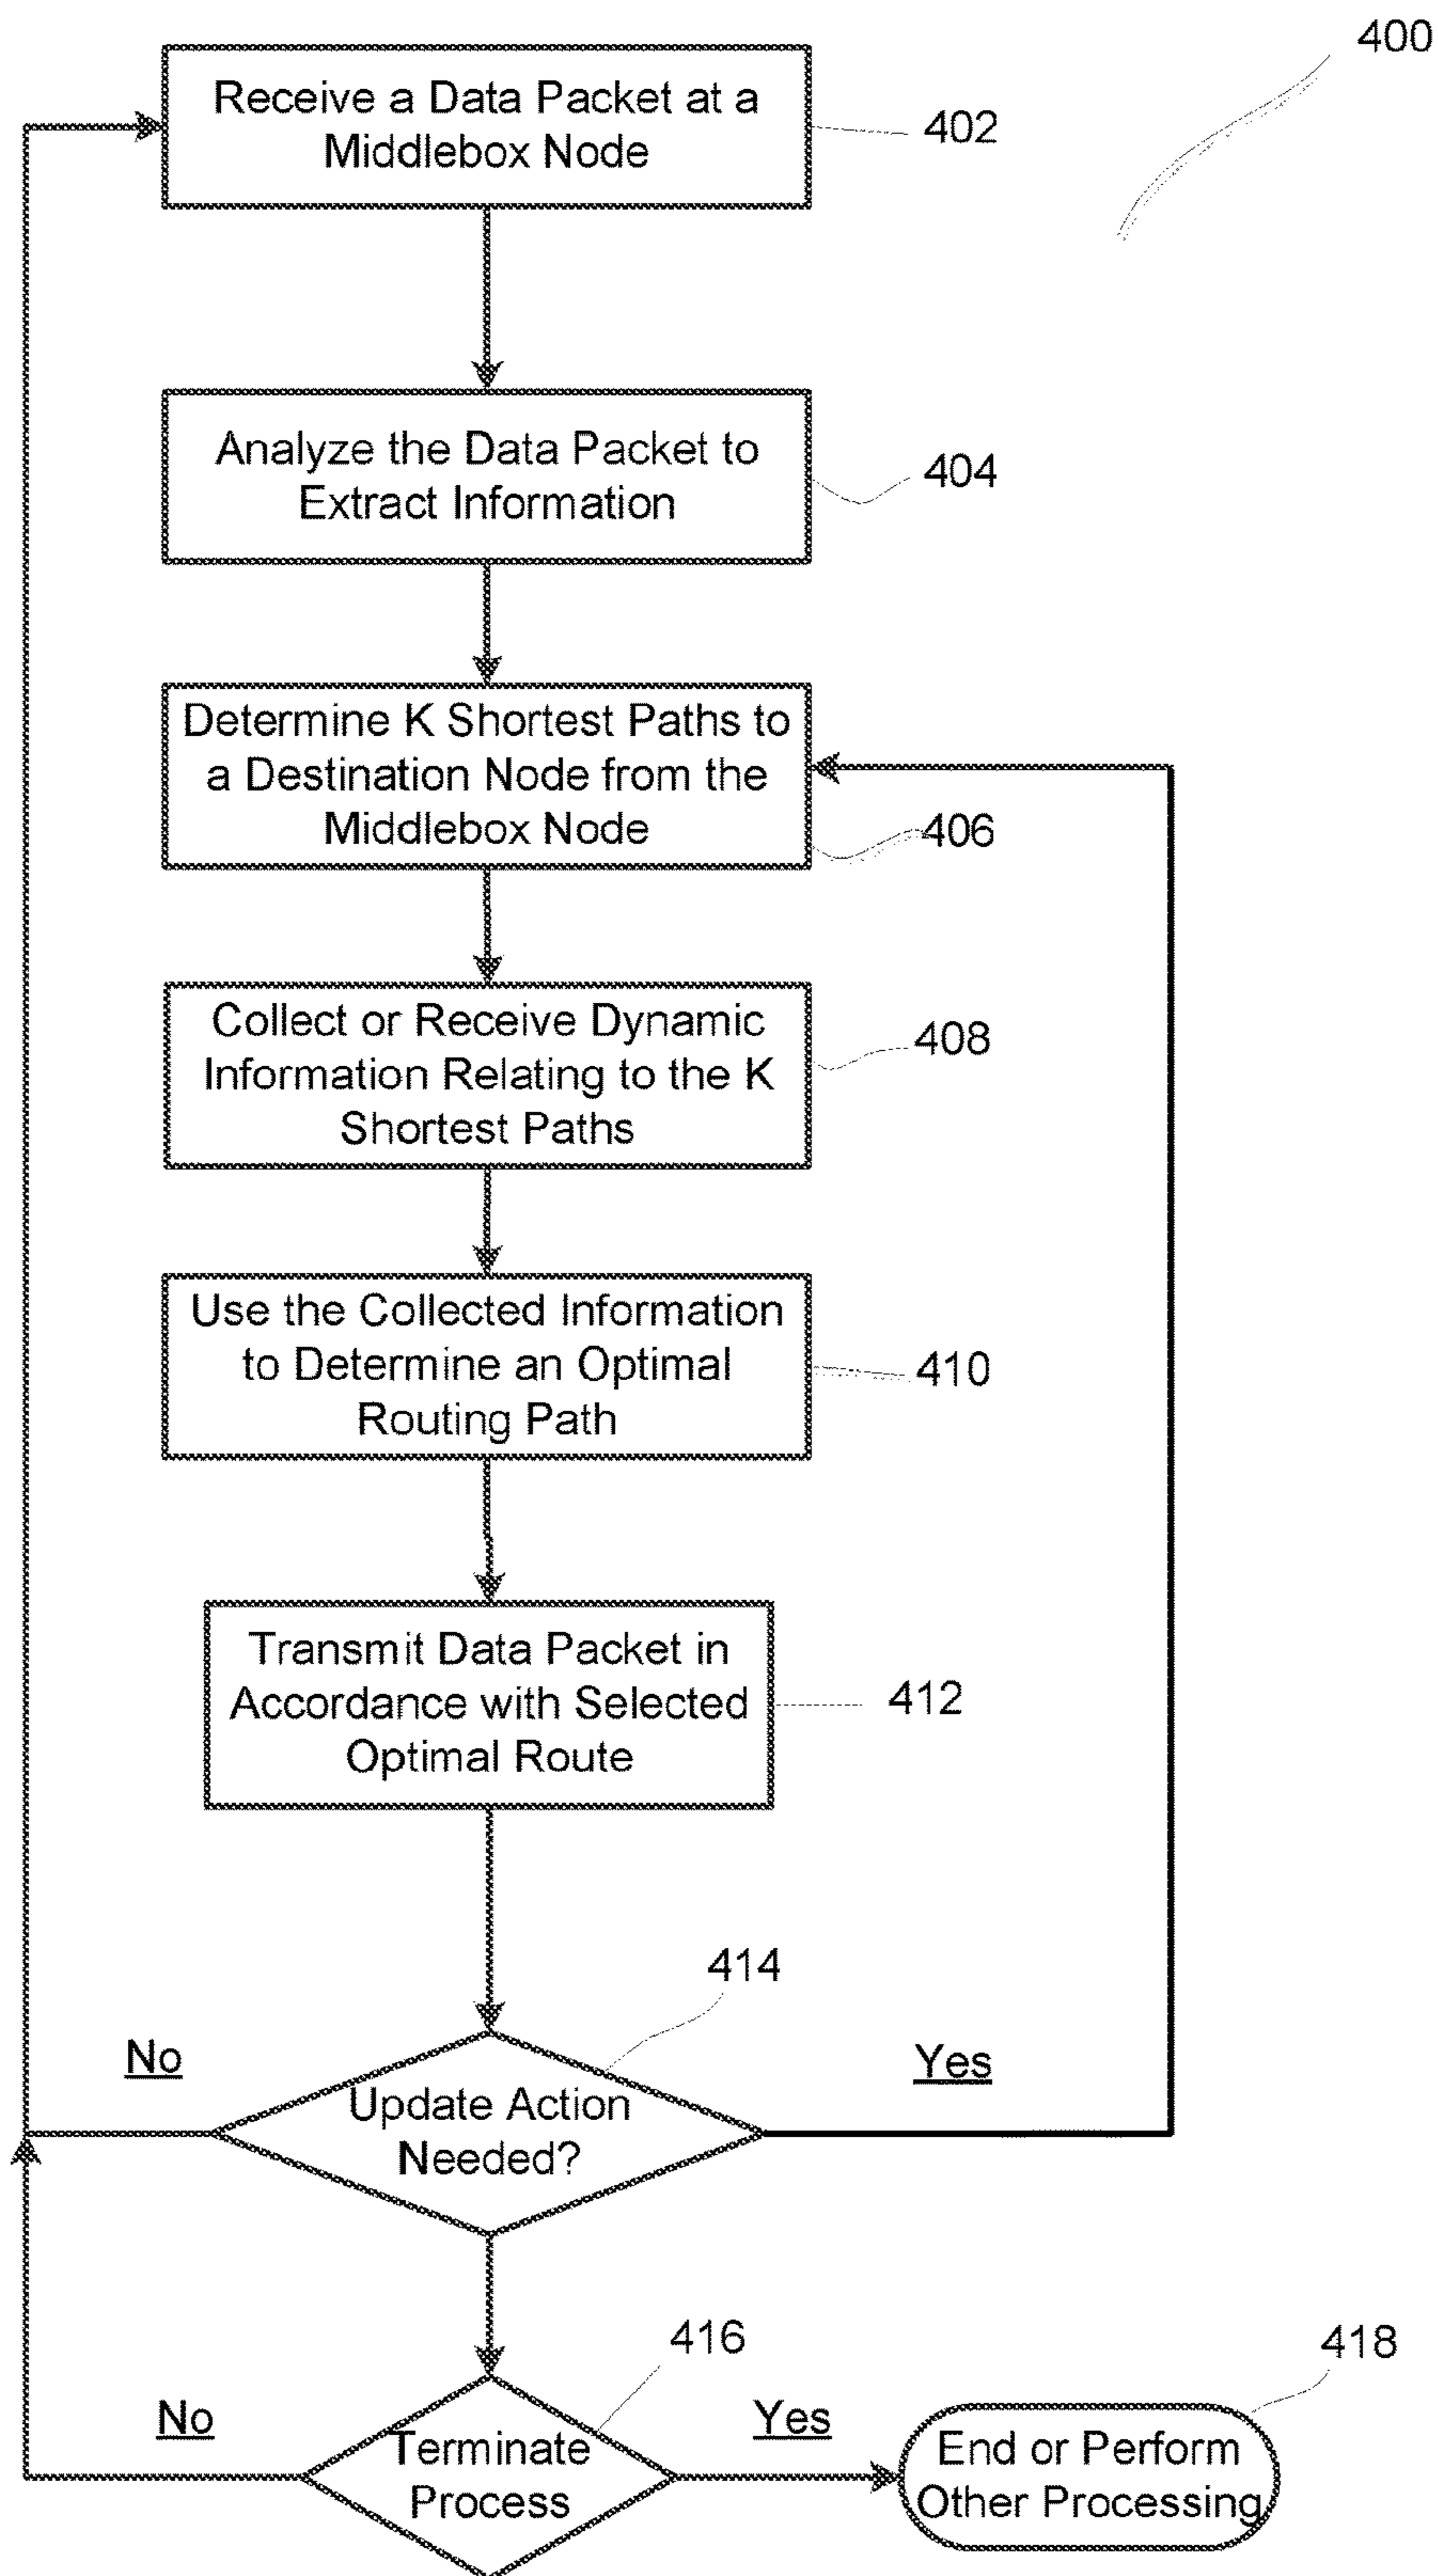 400
Receive a Data Packet at a
Middlebox Node
402
Analyze the Data Packet to
Extract Information
404
Determine K Shortest Paths to
a Destination Node from the
Middlebox Node
406
Collect or Receive Dynamic
Information Relating to the K
Shortest Paths
408
Use the Collected Information
to Determine an Optimal
Routing Path
410
Transmit Data Packet in
Accordance with Selected
Optimal Route
412
414
No
Yes
Update Action
Needed?
416
418
No
Yes
Terminate
Process
End or Perform
Other Processing